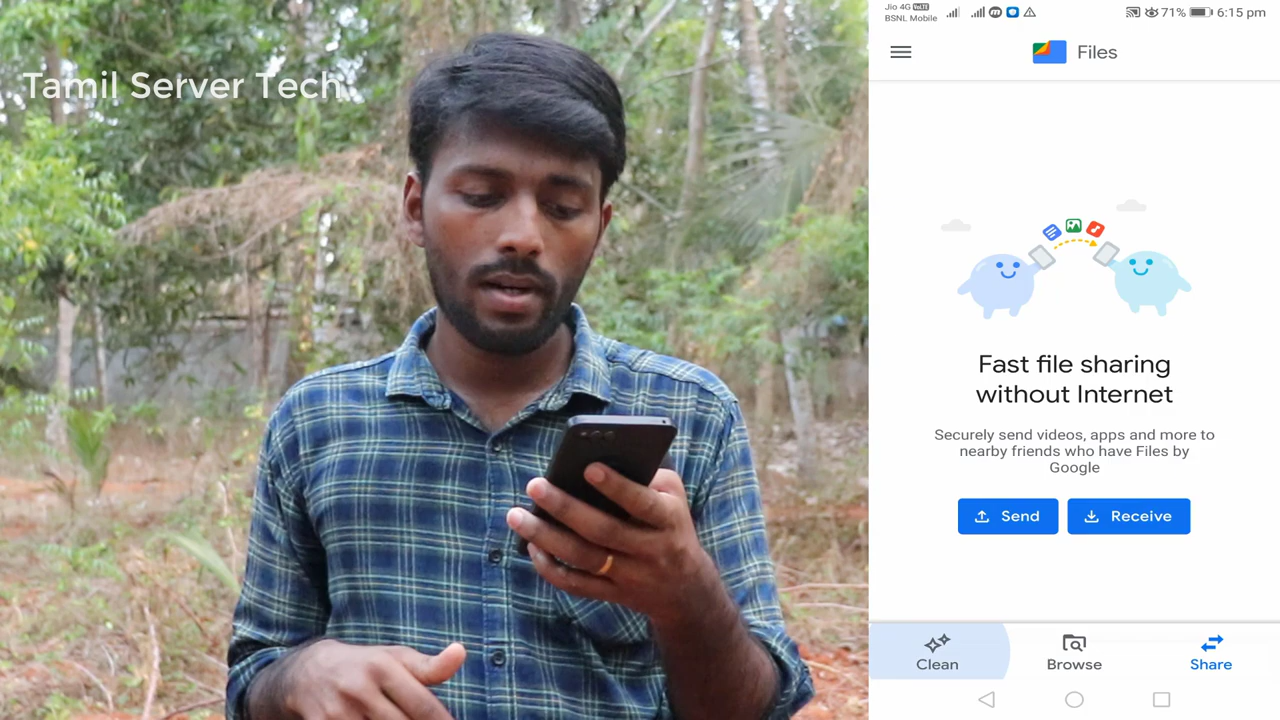 Tamil Server Tech
Jio 4G VoLTE
BSNL Mobile
71%
6:15 pm
Files
Fast file sharing
without Internet
Securely send videos, apps and more to
nearby friends who have Files by
Google
Send
Receive
Clean
Browse
Share